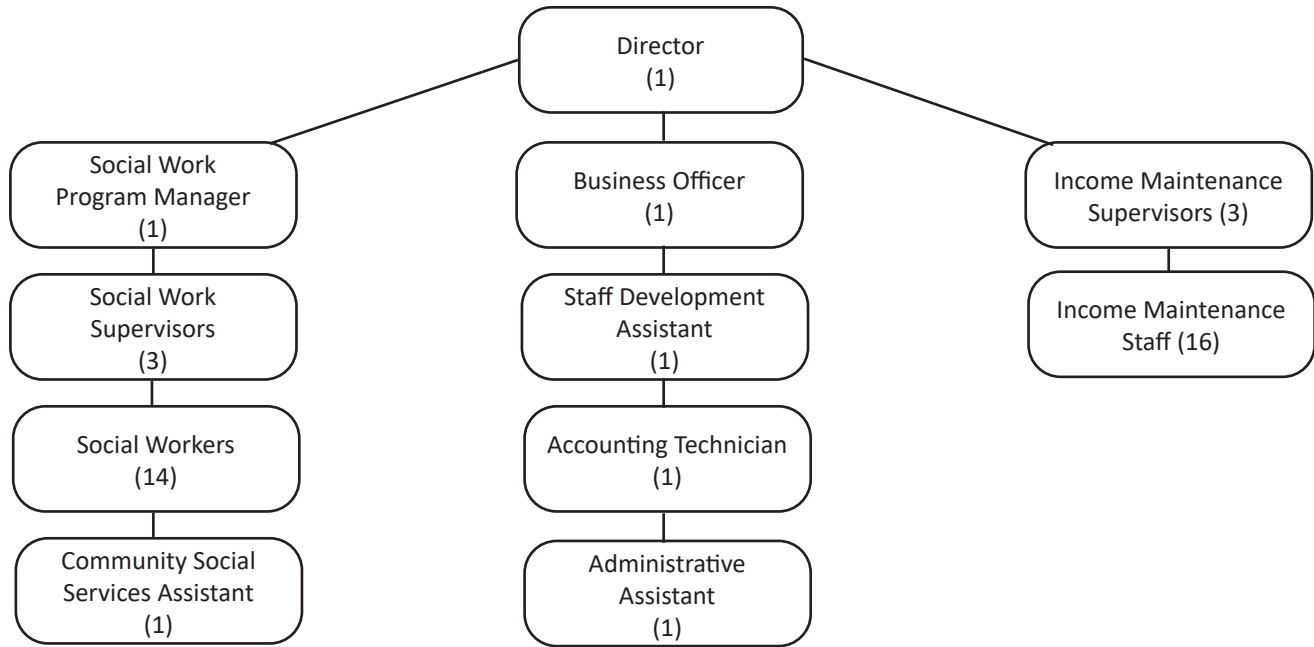 Director
(1)
Social Work
Program Manager
(1)
Business Officer
(1)
Income Maintenance
Supervisors (3)
Social Work
Supervisors
(3)
Staff Development
Assistant
(1)
Income Maintenance
Staff (16)
Social Workers
(14)
Accounting Technician
(1)
Community Social
Services Assistant
(1)
Administrative
Assistant
(1)